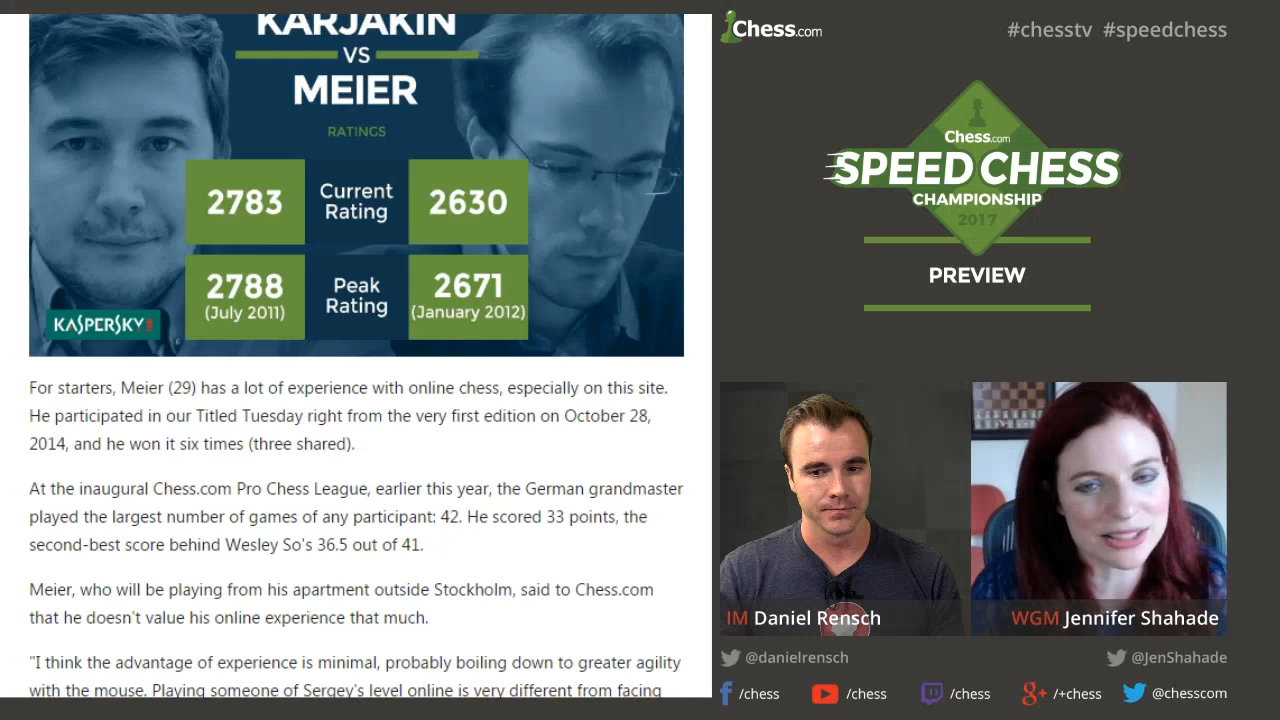 KARJAKIN
VS
MEIER
RATINGS
2783 Current Rating 2630
2788 (July 2011) Peak Rating 2671 (January 2012)
KASPERSKY
For starters, Meier (29) has a lot of experience with online chess, especially on this site.
He participated in our Titled Tuesday right from the very first edition on October 28,
2014, and he won it six times (three shared).
At the inaugural Chess.com Pro Chess League, earlier this year, the German grandmaster
played the largest number of games of any participant: 42. He scored 33 points, the
second-best score behind Wesley So's 36.5 out of 41.
Meier, who will be playing from his apartment outside Stockholm, said to Chess.com
that he doesn't value his online experience that much.
"I think the advantage of experience is minimal, probably boiling down to greater agility
with the mouse. Playing someone of Sergey's level online is very different from facing
Chess.com
#chesstv #speedchess
Chess.com
SPEED CHESS
CHAMPIONSHIP
2017
PREVIEW
IM Daniel Rensch
WGM Jennifer Shahade
@danielrensch
@JenShahade
/chess /chess /chess /+chess @chesscom